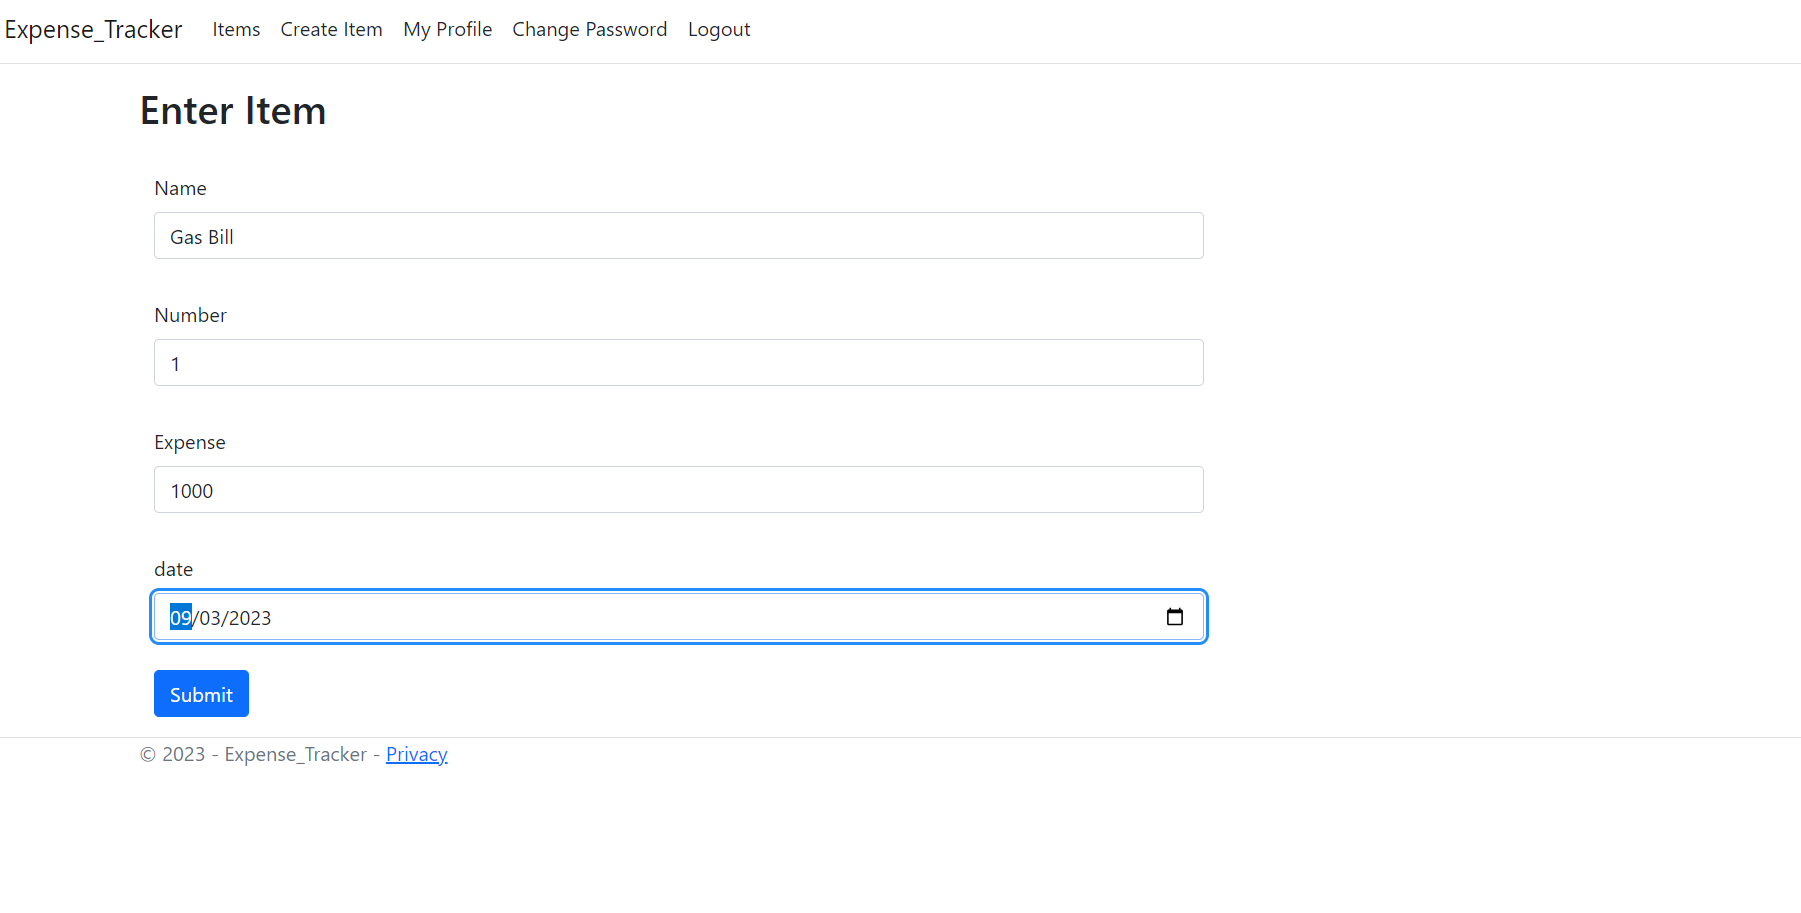 Expense_Tracker Items Create Item My Profile Change Password Logout
Enter Item
Name
Gas Bill
Number
1
Expense
1000
date
09/03/2023
Submit
© 2023 - Expense_Tracker - Privacy